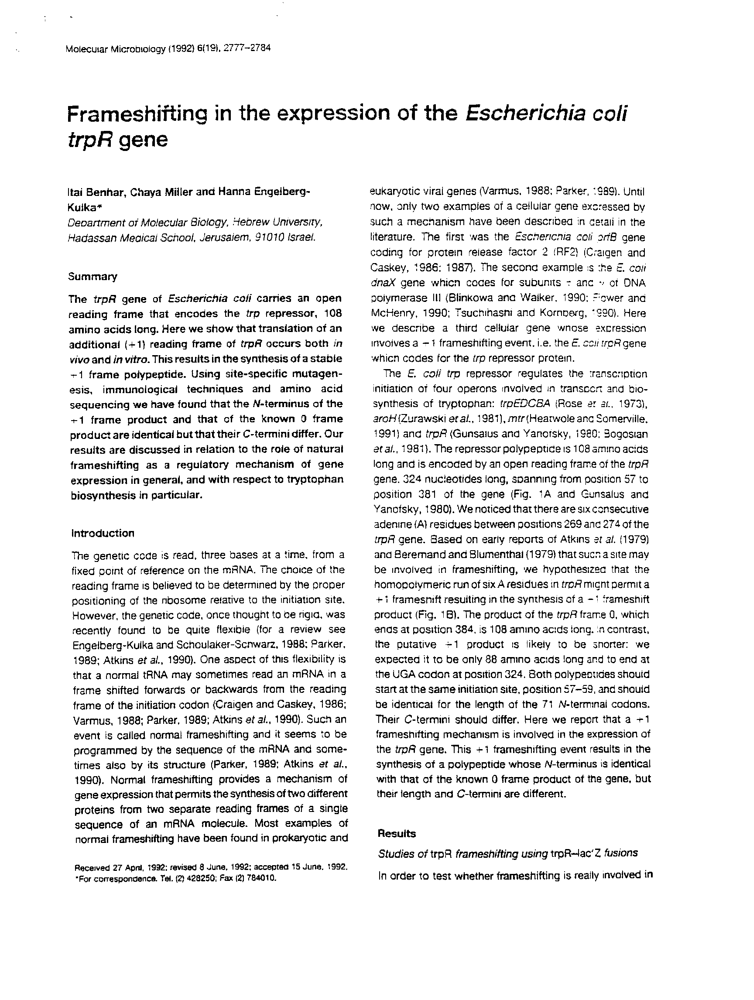 Molecular Microbiology (1992) 6(19), 2777–2784
Frameshifting in the expression of the Escherichia coli
trpR gene
Itai Benhar, Chaya Miller and Hanna Engelberg-
Kulka*
Department of Molecular Biology, Hebrew University,
Hadassah Medical School, Jerusalem, 91010 Israel.
Summary
The trpR gene of Escherichia coli carries an open
reading frame that encodes the trp repressor, 108
amino acids long. Here we show that translation of an
additional (+1) reading frame of trpR occurs both in
vivo and in vitro. This results in the synthesis of a stable
+1 frame polypeptide. Using site-specific mutagen-
esis, immunological techniques and amino acid
sequencing we have found that the N-terminus of the
+1 frame product and that of the known 0 frame
product are identical but that their C-termini differ. Our
results are discussed in relation to the role of natural
frameshifting as a regulatory mechanism of gene
expression in general, and with respect to tryptophan
biosynthesis in particular.
Introduction
The genetic code is read, three bases at a time, from a
fixed point of reference on the mRNA. The choice of the
reading frame is believed to be determined by the proper
positioning of the ribosome relative to the initiation site.
However, the genetic code, once thought to be rigid, was
recently found to be quite flexible (for a review see
Engelberg-Kulka and Schoulaker-Schwarz, 1988; Parker,
1989; Atkins et al., 1990). One aspect of this flexibility is
that a normal tRNA may sometimes read an mRNA in a
frame shifted forwards or backwards from the reading
frame of the initiation codon (Craigen and Caskey, 1986;
Varmus, 1988; Parker, 1989; Atkins et al., 1990). Such an
event is called normal frameshifting and it seems to be
programmed by the sequence of the mRNA and some-
times also by its structure (Parker, 1989; Atkins et al.,
1990). Normal frameshifting provides a mechanism of
gene expression that permits the synthesis of two different
proteins from two separate reading frames of a single
sequence of an mRNA molecule. Most examples of
normal frameshifting have been found in prokaryotic and
Received 27 April, 1992; revised 8 June, 1992; accepted 15 June, 1992.
*For correspondence. Tel. (2) 428250; Fax (2) 784010.
eukaryotic viral genes (Varmus, 1988; Parker, 1989). Until
now, only two examples of a cellular gene expressed by
such a mechanism have been described in detail in the
literature. The first was the Escherichia coli prfB gene
coding for protein release factor 2 (RF2) (Craigen and
Caskey, 1986; 1987). The second example is the E. coli
dnaX gene which codes for subunits τ and γ of DNA
polymerase III (Blinkowa and Walker, 1990; Flower and
McHenry, 1990; Tsuchihashi and Kornberg, 1990). Here
we describe a third cellular gene whose expression
involves a +1 frameshifting event, i.e. the E. coli trpR gene
which codes for the trp repressor protein.
The E. coli trp repressor regulates the transcription
initiation of four operons involved in transport and bio-
synthesis of tryptophan: trpEDCBA (Rose et al., 1973),
aroH (Zurawski et al., 1981), mtr (Heatwole and Somerville,
1991) and trpR (Gunsalus and Yanofsky, 1980; Bogosian
et al., 1981). The repressor polypeptide is 108 amino acids
long and is encoded by an open reading frame of the trpR
gene, 324 nucleotides long, spanning from position 57 to
position 381 of the gene (Fig. 1A and Gunsalus and
Yanofsky, 1980). We noticed that there are six consecutive
adenine (A) residues between positions 269 and 274 of the
trpR gene. Based on early reports of Atkins et al. (1979)
and Beremand and Blumenthal (1979) that such a site may
be involved in frameshifting, we hypothesized that the
homopolymeric run of six A residues in trpR might permit a
+1 frameshift resulting in the synthesis of a +1 frameshift
product (Fig. 1B). The product of the trpR frame 0, which
ends at position 384, is 108 amino acids long. In contrast,
the putative +1 product is likely to be shorter: we
expected it to be only 88 amino acids long and to end at
the UGA codon at position 324. Both polypeptides should
start at the same initiation site, position 57–59, and should
be identical for the length of the 71 N-terminal codons.
Their C-termini should differ. Here we report that a +1
frameshifting mechanism is involved in the expression of
the trpR gene. This +1 frameshifting event results in the
synthesis of a polypeptide whose N-terminus is identical
with that of the known 0 frame product of the gene, but
their length and C-termini are different.
Results
Studies of trpR frameshifting using trpR–lac'Z fusions
In order to test whether frameshifting is really involved in